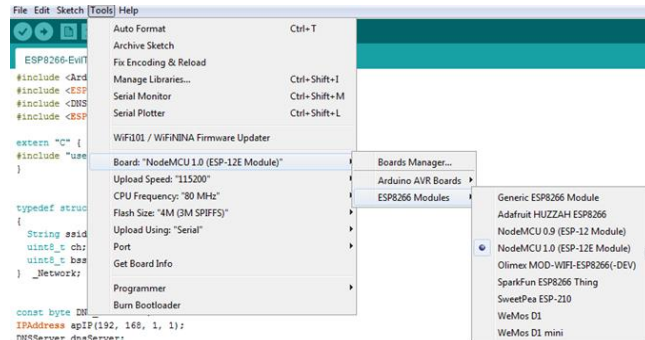 File Edit Sketch Tools Help
ESP8266-EvilT
#include <Ard
#include <ESP
#include <DNS
#include <ESP
extern "C" {
#include "use
}
typedef struc
{
String ssid
uint8_t ch;
uint8_t bss
} _Network;
const byte DN
IPAddress apIP(192, 168, 1, 1);
DNSServer dnsServer;
Auto Format Ctrl+T
Archive Sketch
Fix Encoding & Reload
Manage Libraries... Ctrl+Shift+I
Serial Monitor Ctrl+Shift+M
Serial Plotter Ctrl+Shift+L
WiFi101 / WiFiNINA Firmware Updater
Board: "NodeMCU 1.0 (ESP-12E Module)"
Upload Speed: "115200"
CPU Frequency: "80 MHz"
Flash Size: "4M (3M SPIFFS)"
Upload Using: "Serial"
Port
Get Board Info
Programmer
Burn Bootloader
Boards Manager...
Arduino AVR Boards
ESP8266 Modules
Generic ESP8266 Module
Adafruit HUZZAH ESP8266
NodeMCU 0.9 (ESP-12 Module)
NodeMCU 1.0 (ESP-12E Module)
Olimex MOD-WIFI-ESP8266(-DEV)
SparkFun ESP8266 Thing
SweetPea ESP-210
WeMos D1
WeMos D1 mini